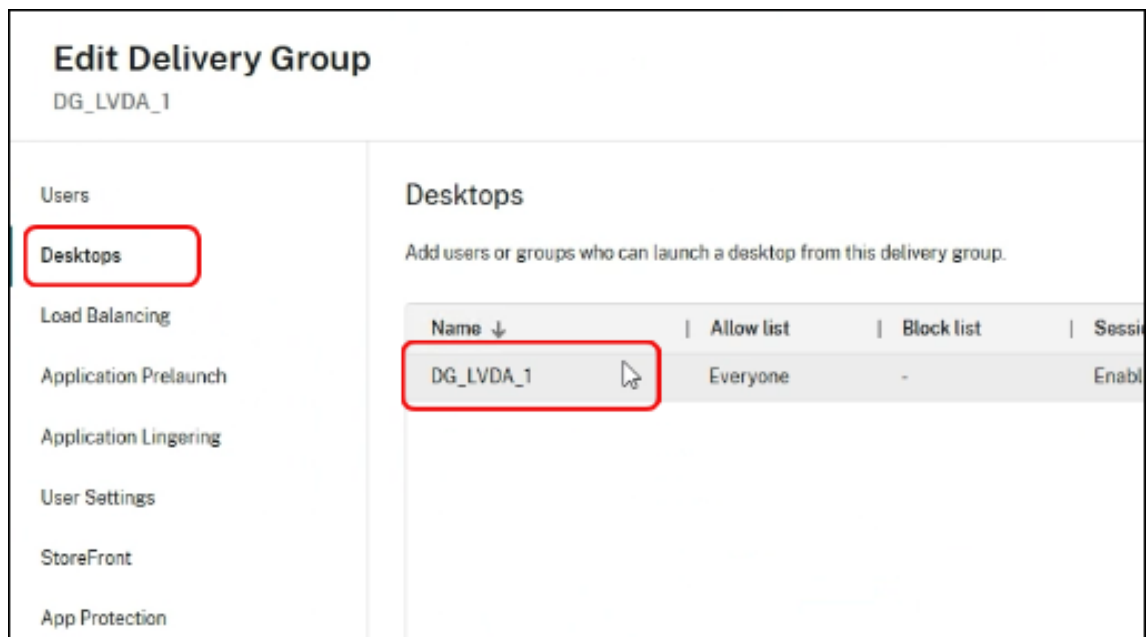 Edit Delivery Group
DG_LVDA_1
Users
Desktops
Load Balancing
Application Prelaunch
Application Lingering
User Settings
StoreFront
App Protection
Desktops
Add users or groups who can launch a desktop from this delivery group.
Name ↓ | Allow list | Block list |
DG_LVDA_1 Everyone -